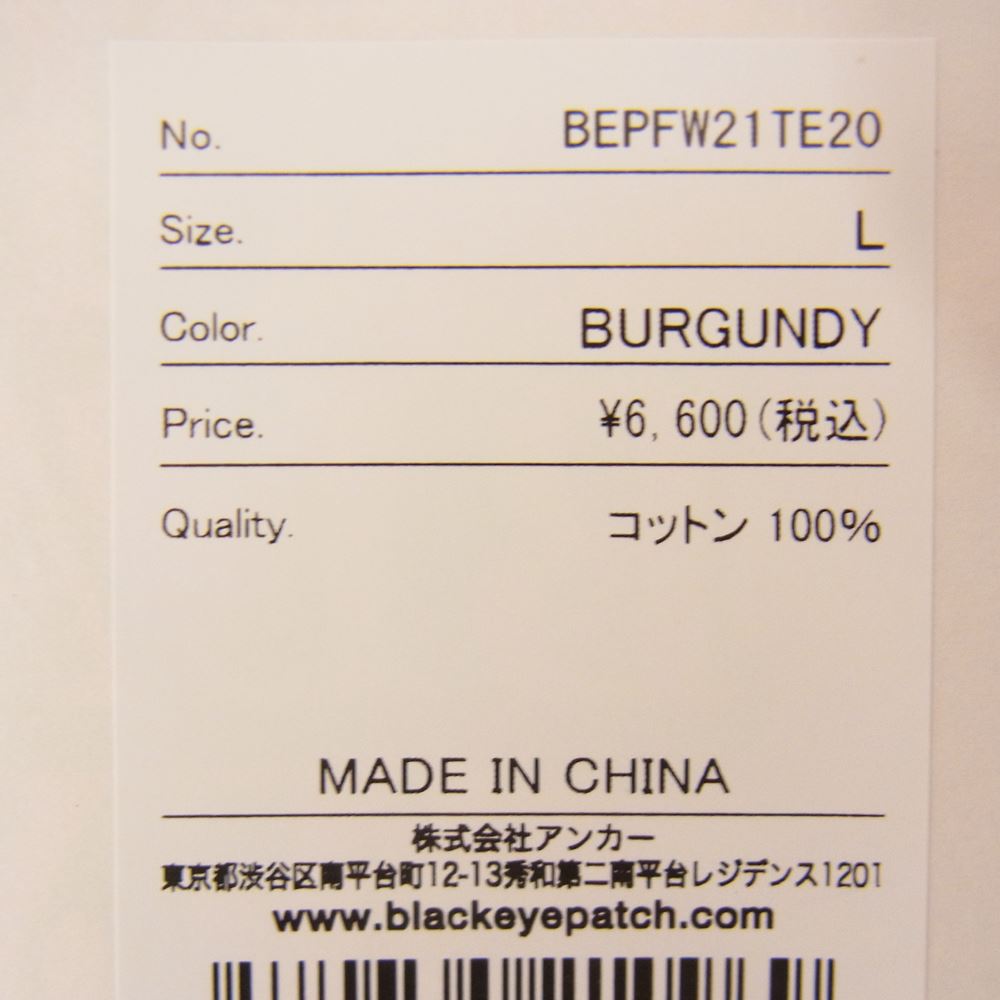 No. BEPFW21TE20
Size. L
Color. BURGUNDY
Price. ¥6,600(税込)
Quality. コットン 100%
MADE IN CHINA
株式会社アンカー
東京都渋谷区南平台町12-13秀和第二南平台レジデンス1201
www.blackeyepatch.com